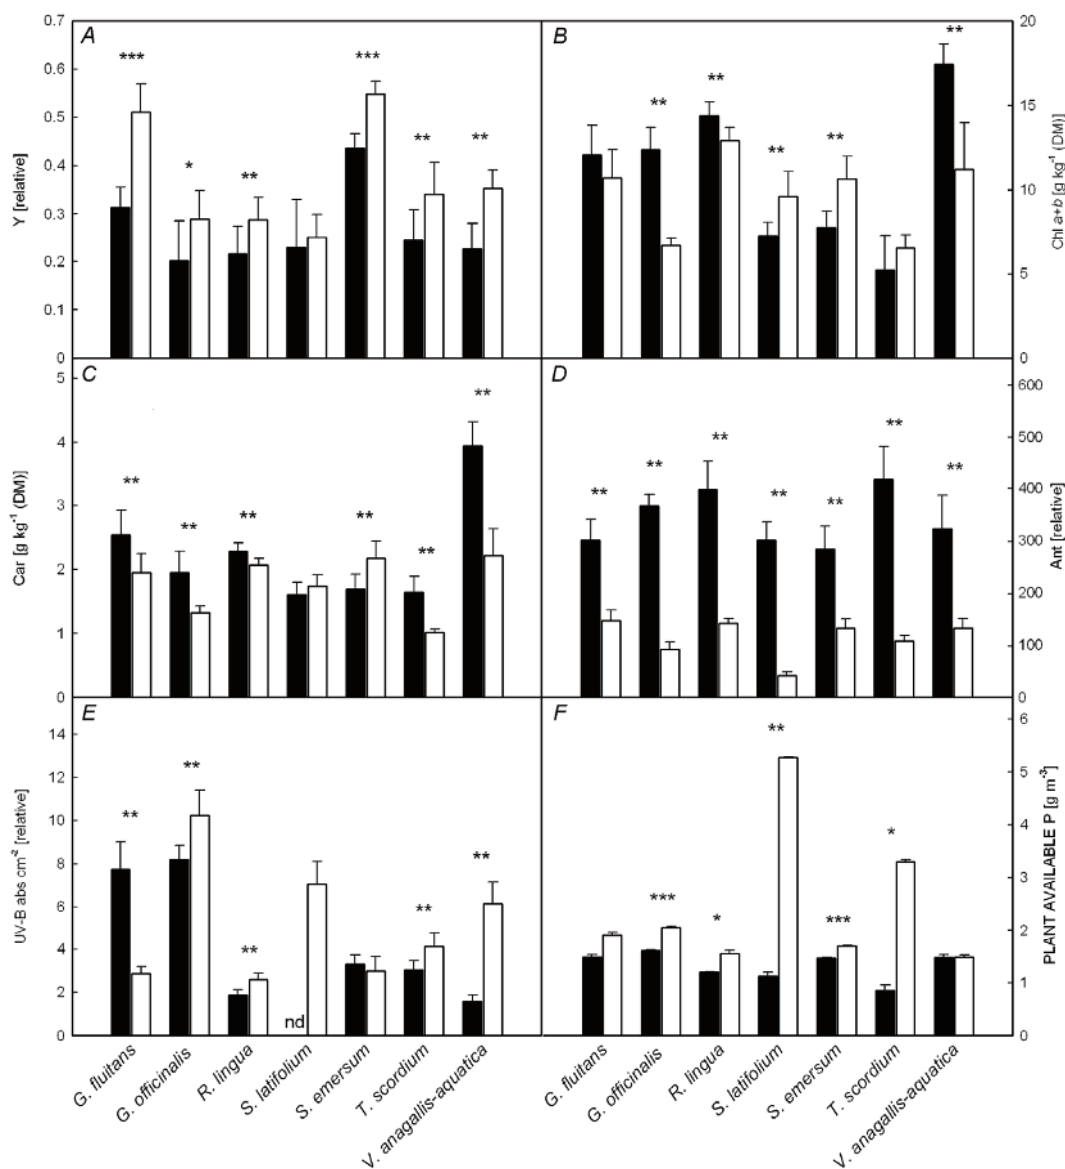 A
B
0.7
0.6
0.5
0.4
0.3
0.2
0.1
0
Y [relative]
***
*
**
***
**
**
20
15
10
5
0
Chl a+b [g kg⁻¹ (DM)]
**
**
**
**
**
C
D
5
4
3
2
1
0
Car [g kg⁻¹ (DM)]
**
**
**
**
**
**
600
500
400
300
200
100
0
Ant [relative]
**
**
**
**
**
**
**
E
F
14
12
10
8
6
4
2
0
UV-B abs cm⁻² [relative]
**
**
**
nd
**
**
6
5
4
3
2
1
0
PLANT AVAILABLE P [g m⁻³]
***
*
**
***
*
G. fluitans
G. officinalis
R. lingua
S. latifolium
S. emersum
T. scordium
V. anagallis-aquatica
G. fluitans
G. officinalis
R. lingua
S. latifolium
S. emersum
T. scordium
V. anagallis-aquatica